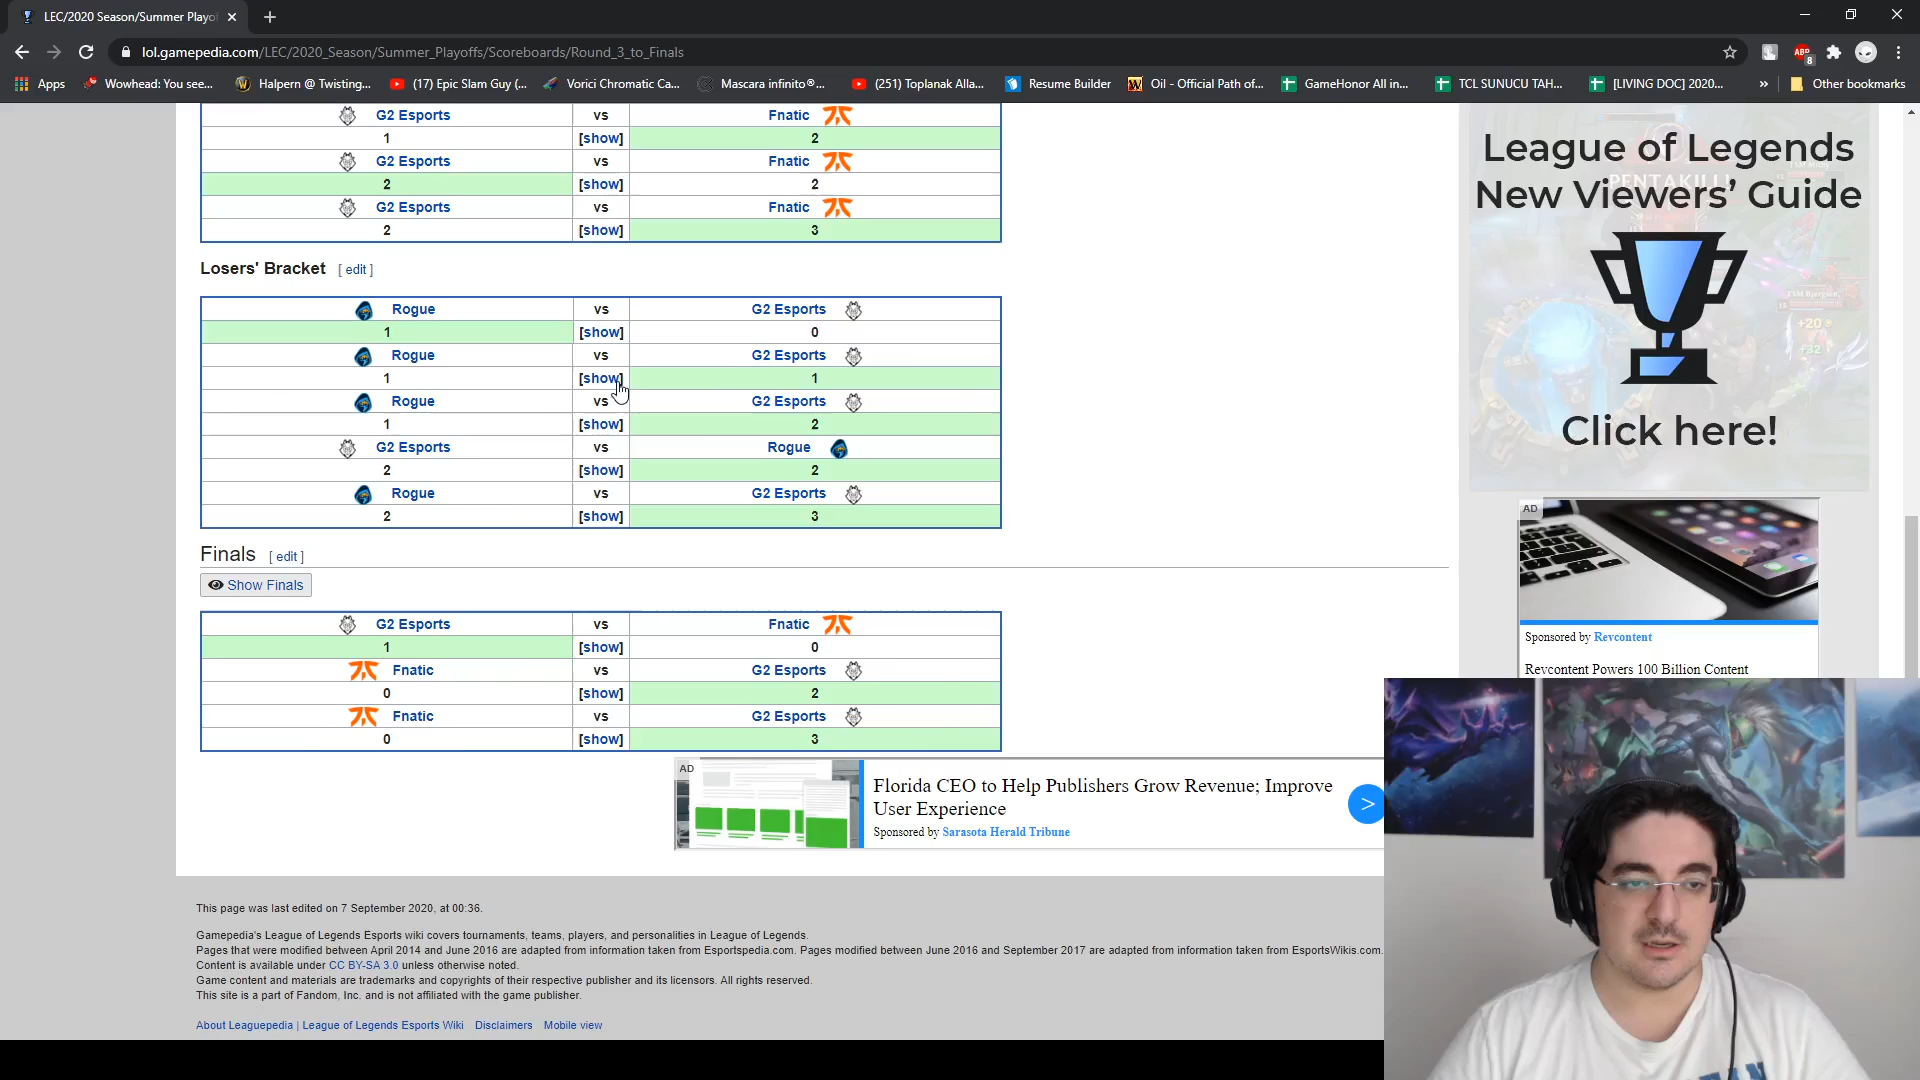 LEC/2020 Season/Summer Playof
lol.gamepedia.com/LEC/2020_Season/Summer_Playoffs/Scoreboards/Round_3_to_Finals
ABP
8
Apps
Wowhead: You see...
Halpern @ Twisting...
(17) Epic Slam Guy (...
Vorici Chromatic Ca...
Mascara infinito®...
(251) Toplanak Alla...
Resume Builder
Oil - Official Path of...
GameHonor All in...
TCL SUNUCU TAH...
[LIVING DOC] 2020...
»
Other bookmarks
G2 Esports vs Fnatic
1 [show] 2
G2 Esports vs Fnatic
2 [show] 2
G2 Esports vs Fnatic
2 [show] 3
Losers' Bracket [ edit ]
Rogue vs G2 Esports
1 [show] 0
Rogue vs G2 Esports
1 [show] 1
Rogue vs G2 Esports
1 [show] 2
G2 Esports vs Rogue
2 [show] 2
Rogue vs G2 Esports
2 [show] 3
Finals [ edit ]
Show Finals
G2 Esports vs Fnatic
1 [show] 0
Fnatic vs G2 Esports
0 [show] 2
Fnatic vs G2 Esports
0 [show] 3
League of Legends
PENTAKILL
New Viewers' Guide
+20
+32
Click here!
AD
Sponsored by Revcontent
Revcontent Powers 100 Billion Content
AD
Florida CEO to Help Publishers Grow Revenue; Improve
User Experience
Sponsored by Sarasota Herald Tribune
>
This page was last edited on 7 September 2020, at 00:36.
Gamepedia's League of Legends Esports wiki covers tournaments, teams, players, and personalities in League of Legends.
Pages that were modified between April 2014 and June 2016 are adapted from information taken from Esportspedia.com. Pages modified between June 2016 and September 2017 are adapted from information taken from EsportsWikis.com.
Content is available under CC BY-SA 3.0 unless otherwise noted.
Game content and materials are trademarks and copyrights of their respective publisher and its licensors. All rights reserved.
This site is a part of Fandom, Inc. and is not affiliated with the game publisher.
About Leaguepedia | League of Legends Esports Wiki Disclaimers Mobile view